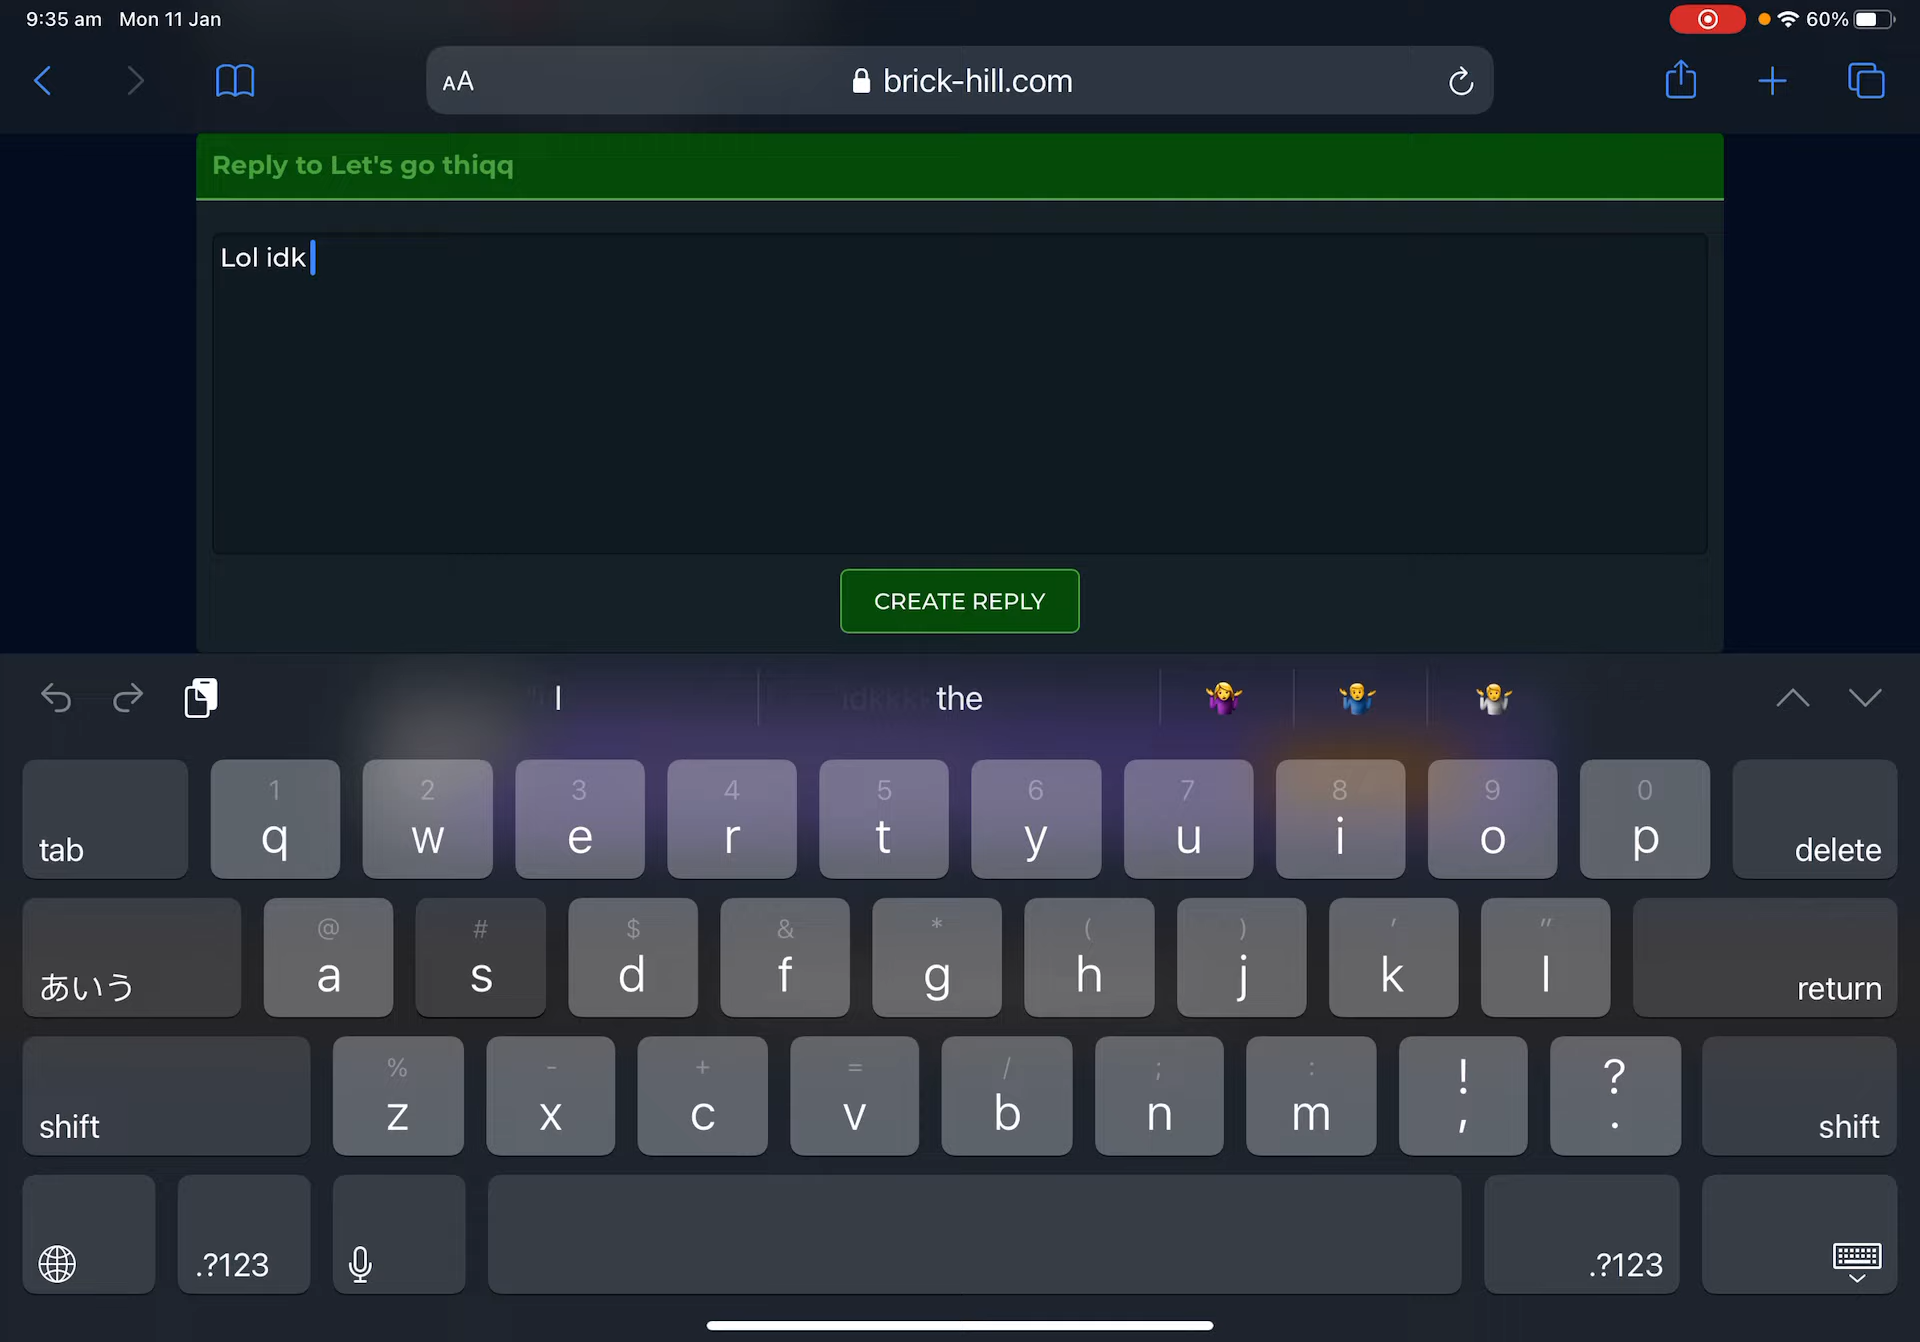 9:35 am Mon 11 Jan
60%
AA brick-hill.com
Reply to Let's go thiqq
Lol idk
CREATE REPLY
I the 🤷‍♀️ 🤷‍♂️ 🤷
1 2 3 4 5 6 7 8 9 0
tab q w e r t y u i o p delete
@ # $ & * ( ) ' "
あいう a s d f g h j k l return
% - + = / ; : ! ?
shift z x c v b n m , . shift
.?123 .?123